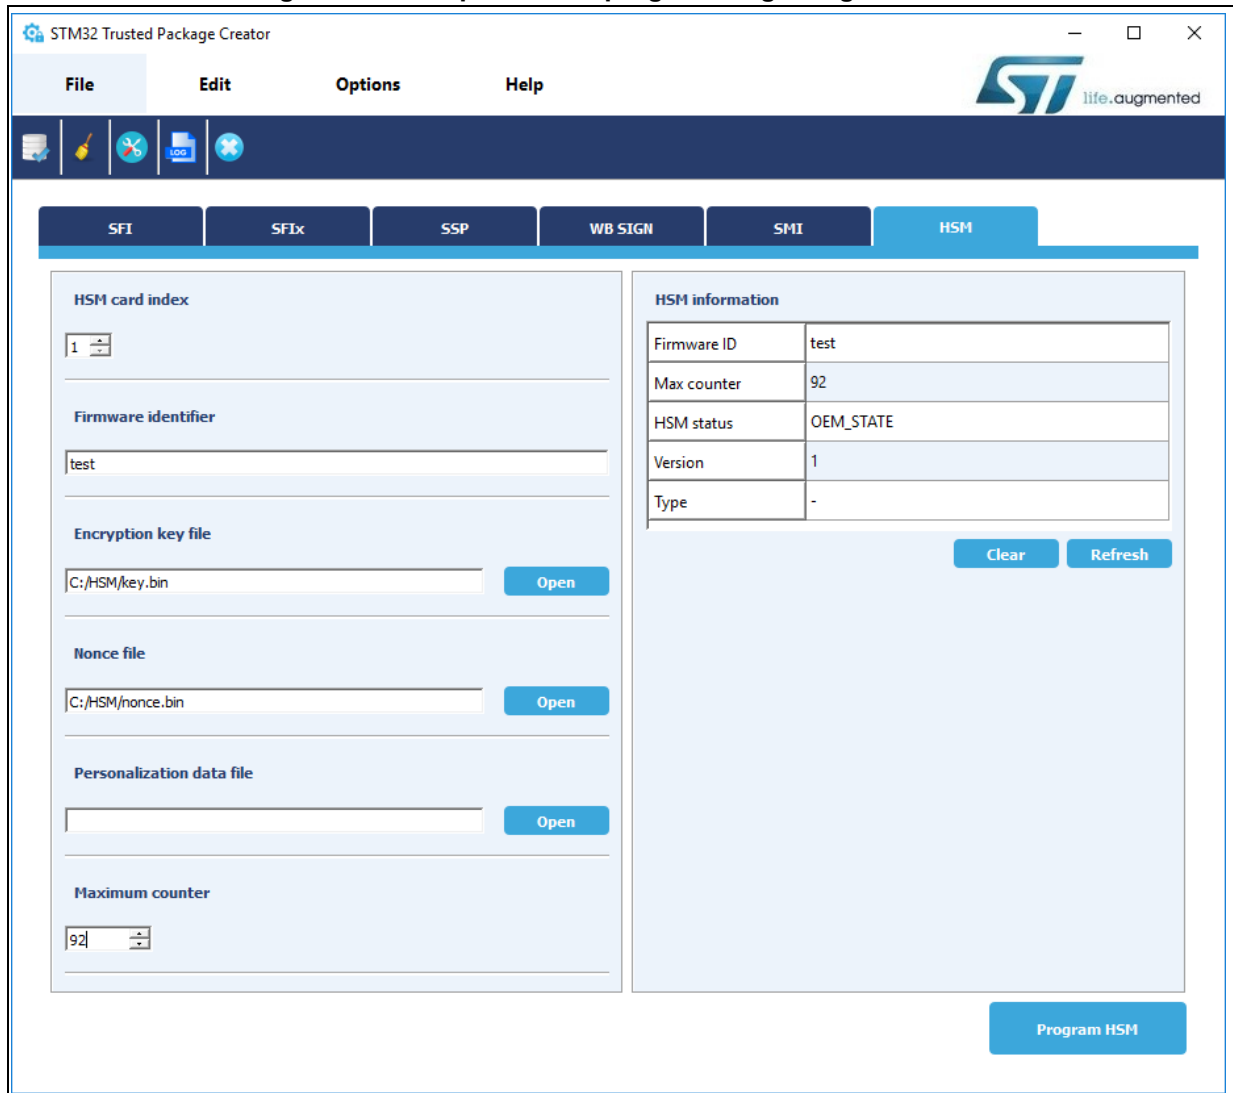 STM32 Trusted Package Creator
File Edit Options Help
life.augmented
LOG
SFI SFIx SSP WB SIGN SMI HSM
HSM card index
1
Firmware identifier
test
Encryption key file
C:/HSM/key.bin Open
Nonce file
C:/HSM/nonce.bin Open
Personalization data file
Open
Maximum counter
92
HSM information
Firmware ID test
Max counter 92
HSM status OEM_STATE
Version 1
Type -
Clear Refresh
Program HSM